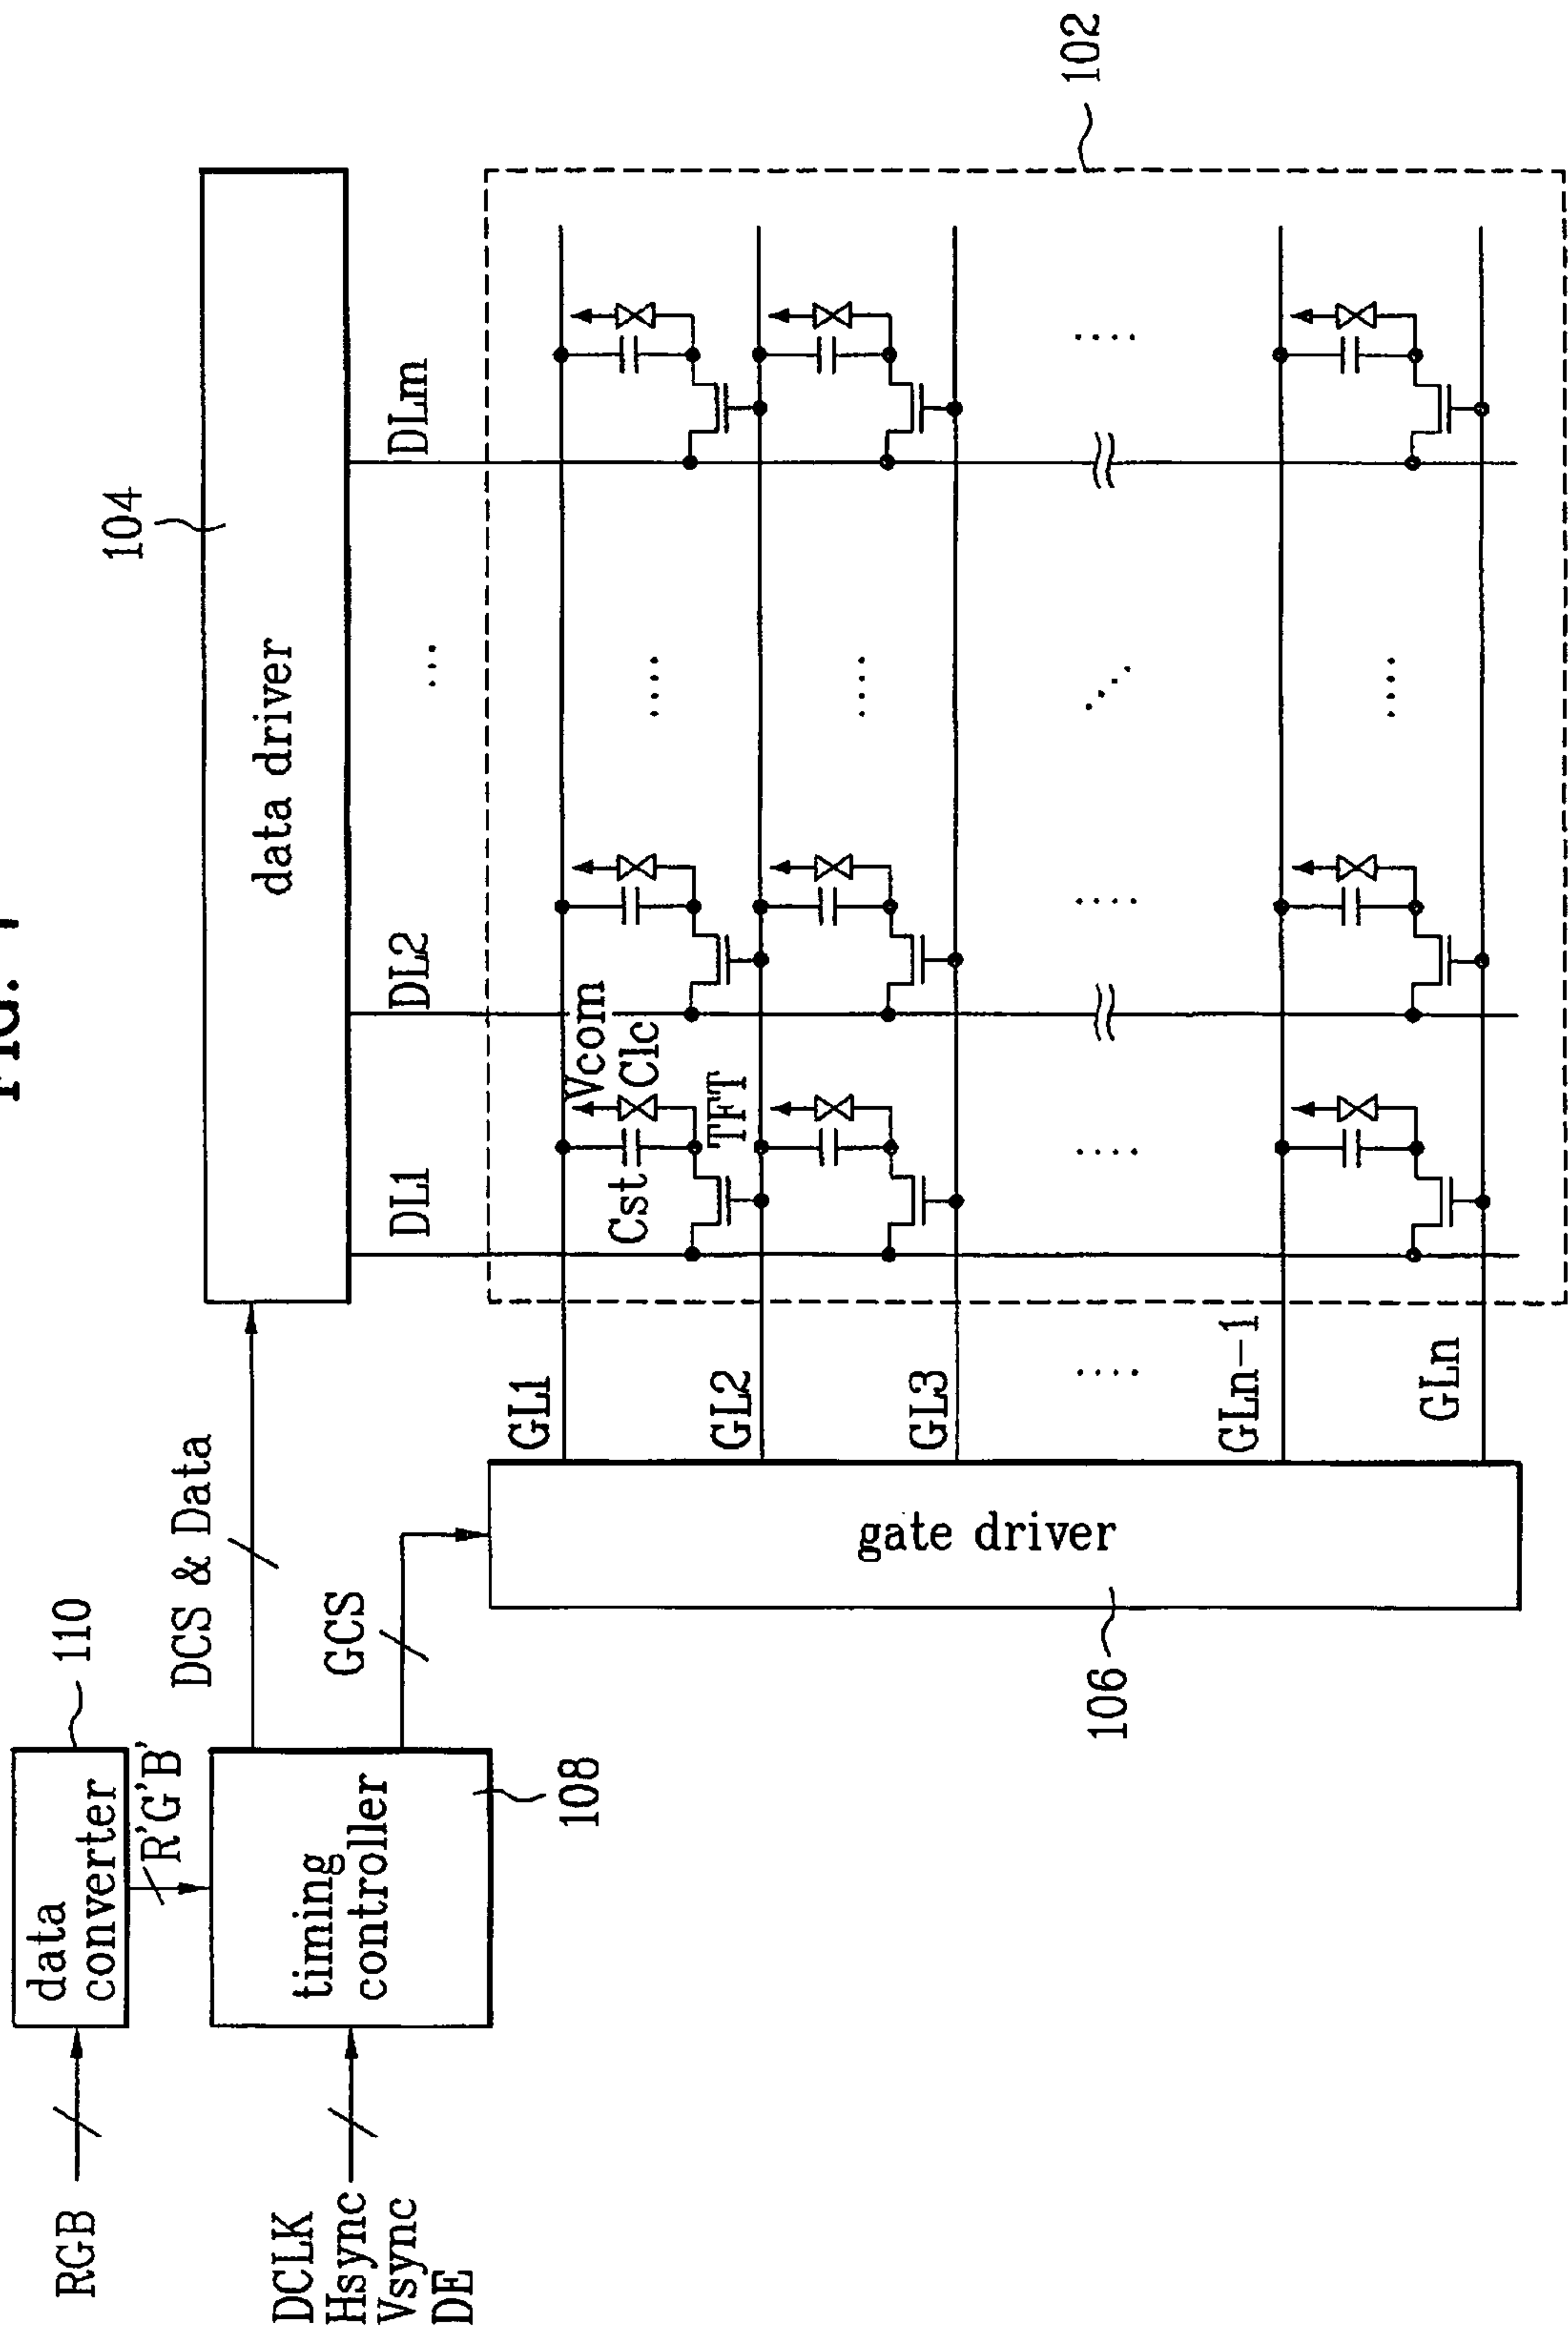 FIG. 1
RGB
data
converter
110
R'G'B'
DCLK
Hsync
Vsync
DE
timing
controller
108
DCS & Data
GCS
data driver
104
gate driver
106
DL1
DL2
DLm
GL1
GL2
GL3
GLn-1
GLn
Vcom
Clc
Cst
TFT
102